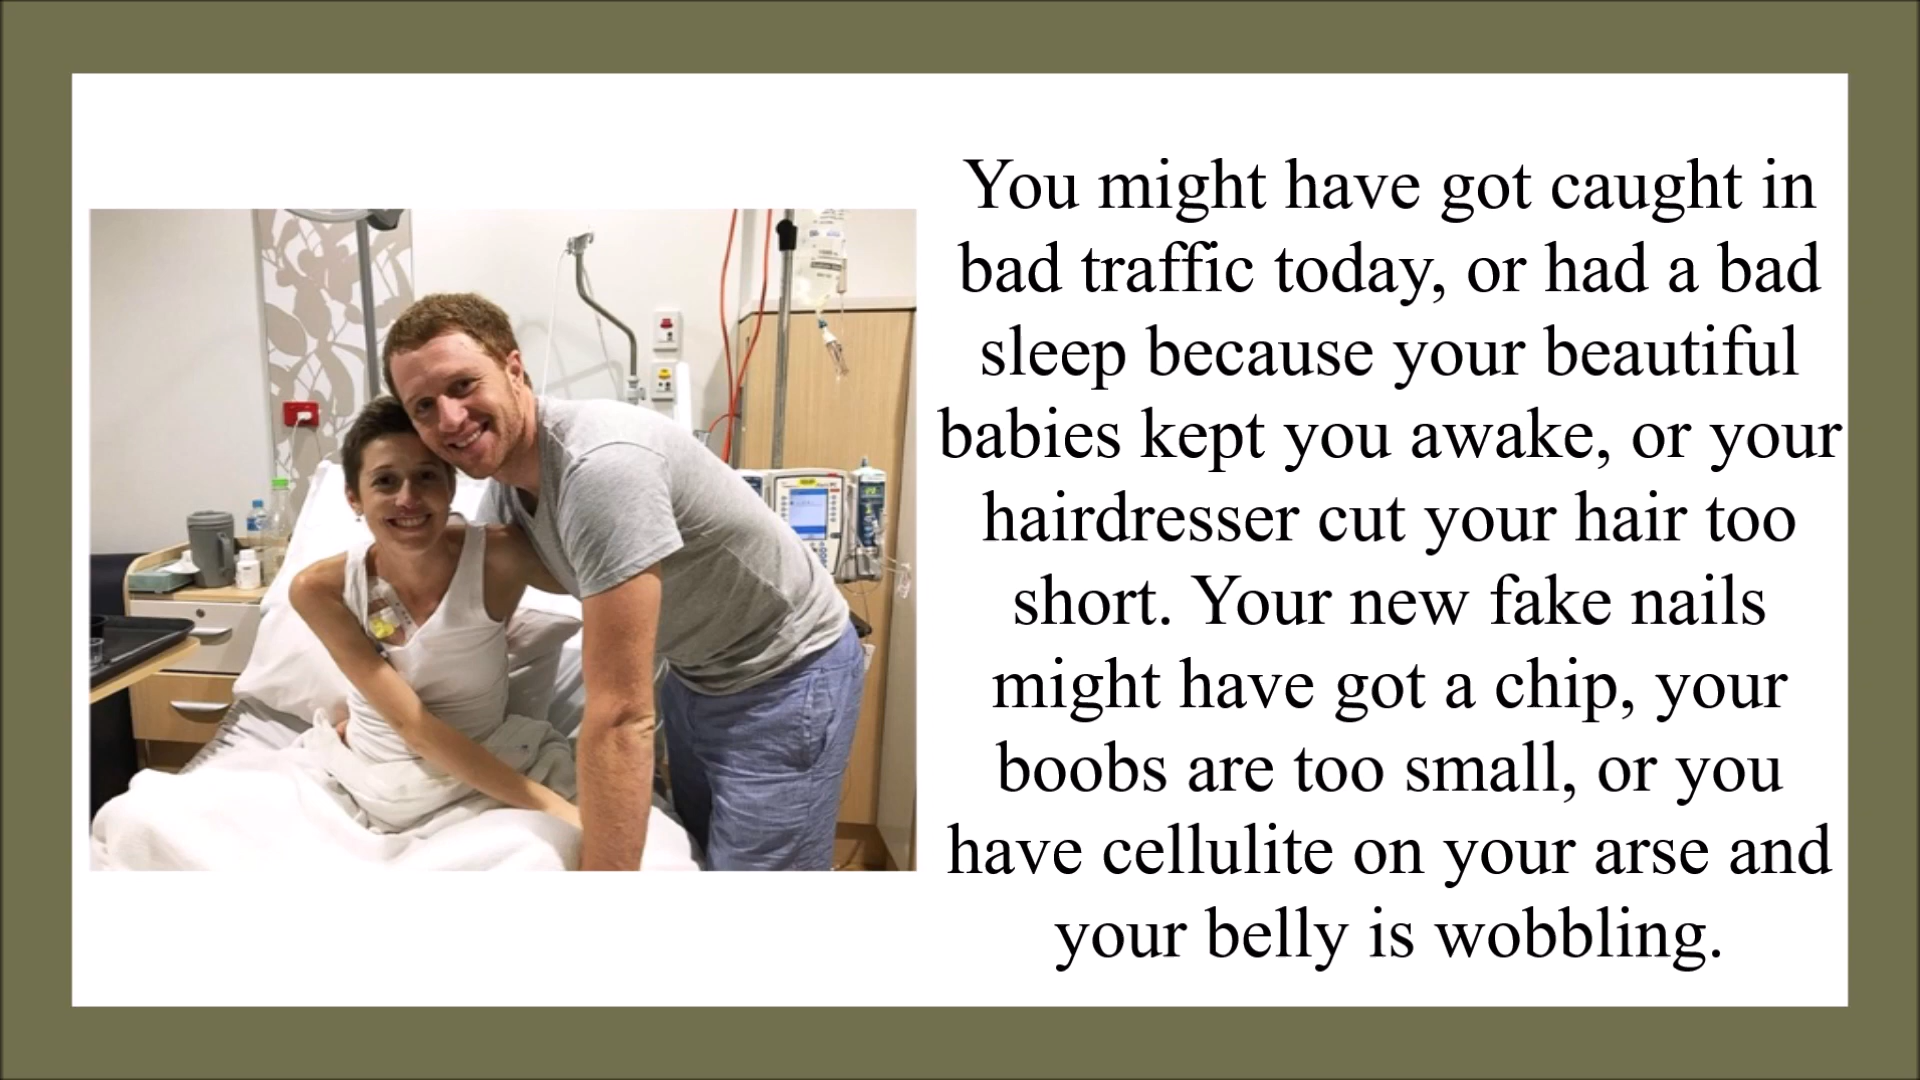 You might have got caught in
bad traffic today, or had a bad
sleep because your beautiful
babies kept you awake, or your
hairdresser cut your hair too
short. Your new fake nails
might have got a chip, your
boobs are too small, or you
have cellulite on your arse and
your belly is wobbling.